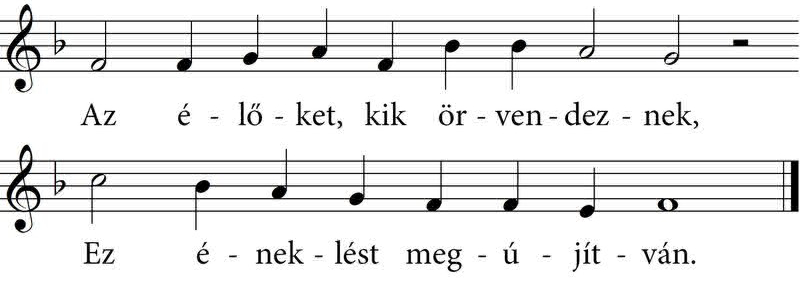 Az é - lő - ket, kik ör - ven - dez - nek,
Ez é - nek - lést meg - ú - jít - ván.